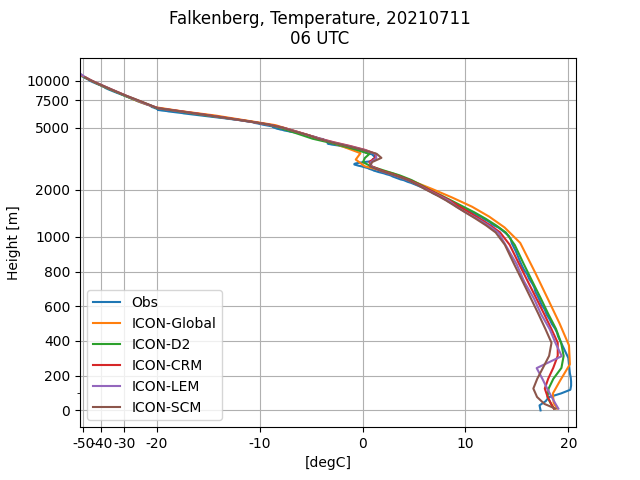 Falkenberg, Temperature, 20210711
06 UTC
10000
7500
5000
2000
1000
800
600
400
200
0
Height [m]
Obs
ICON-Global
ICON-D2
ICON-CRM
ICON-LEM
ICON-SCM
-50 -40 -30 -20 -10 0 10 20
[degC]